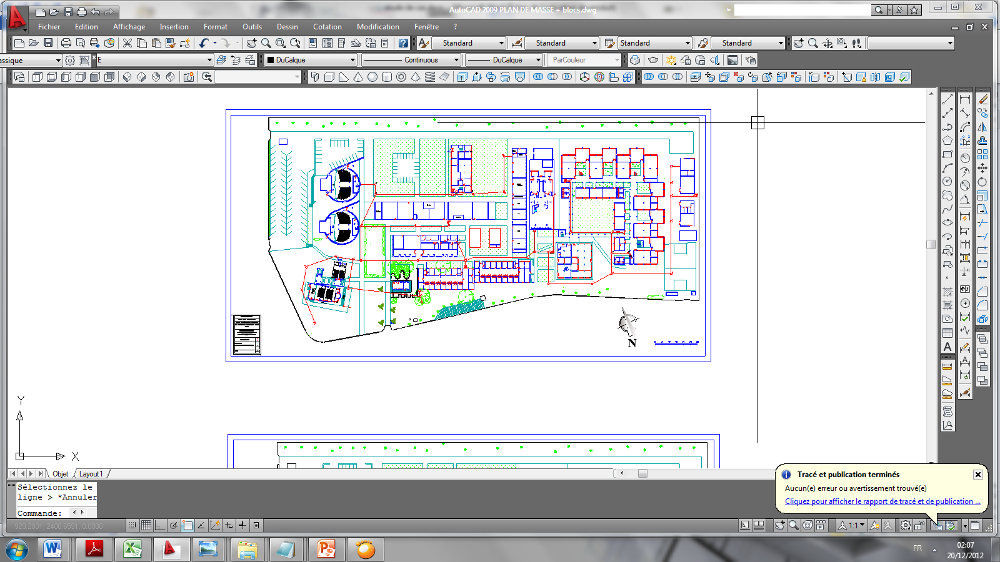 AutoCAD 2009 PLAN DE MASSE + blocs.dwg
Fichier Edition Affichage Insertion Format Outils Dessin Cotation Modification Fenêtre ?
Standard Standard Standard Standard
assique E DuCalque Continuous DuCalque ParCouleur
N
Y
X
Objet Layout1
Sélectionnez le
ligne > *Annuler
Commande:
929.2801, 2400.6591, 0.0000
Tracé et publication terminés
Aucun(e) erreur ou avertissement trouvé(e)
Cliquez pour afficher le rapport de tracé et de publication ...
1:1
FR
02:07
20/12/2012